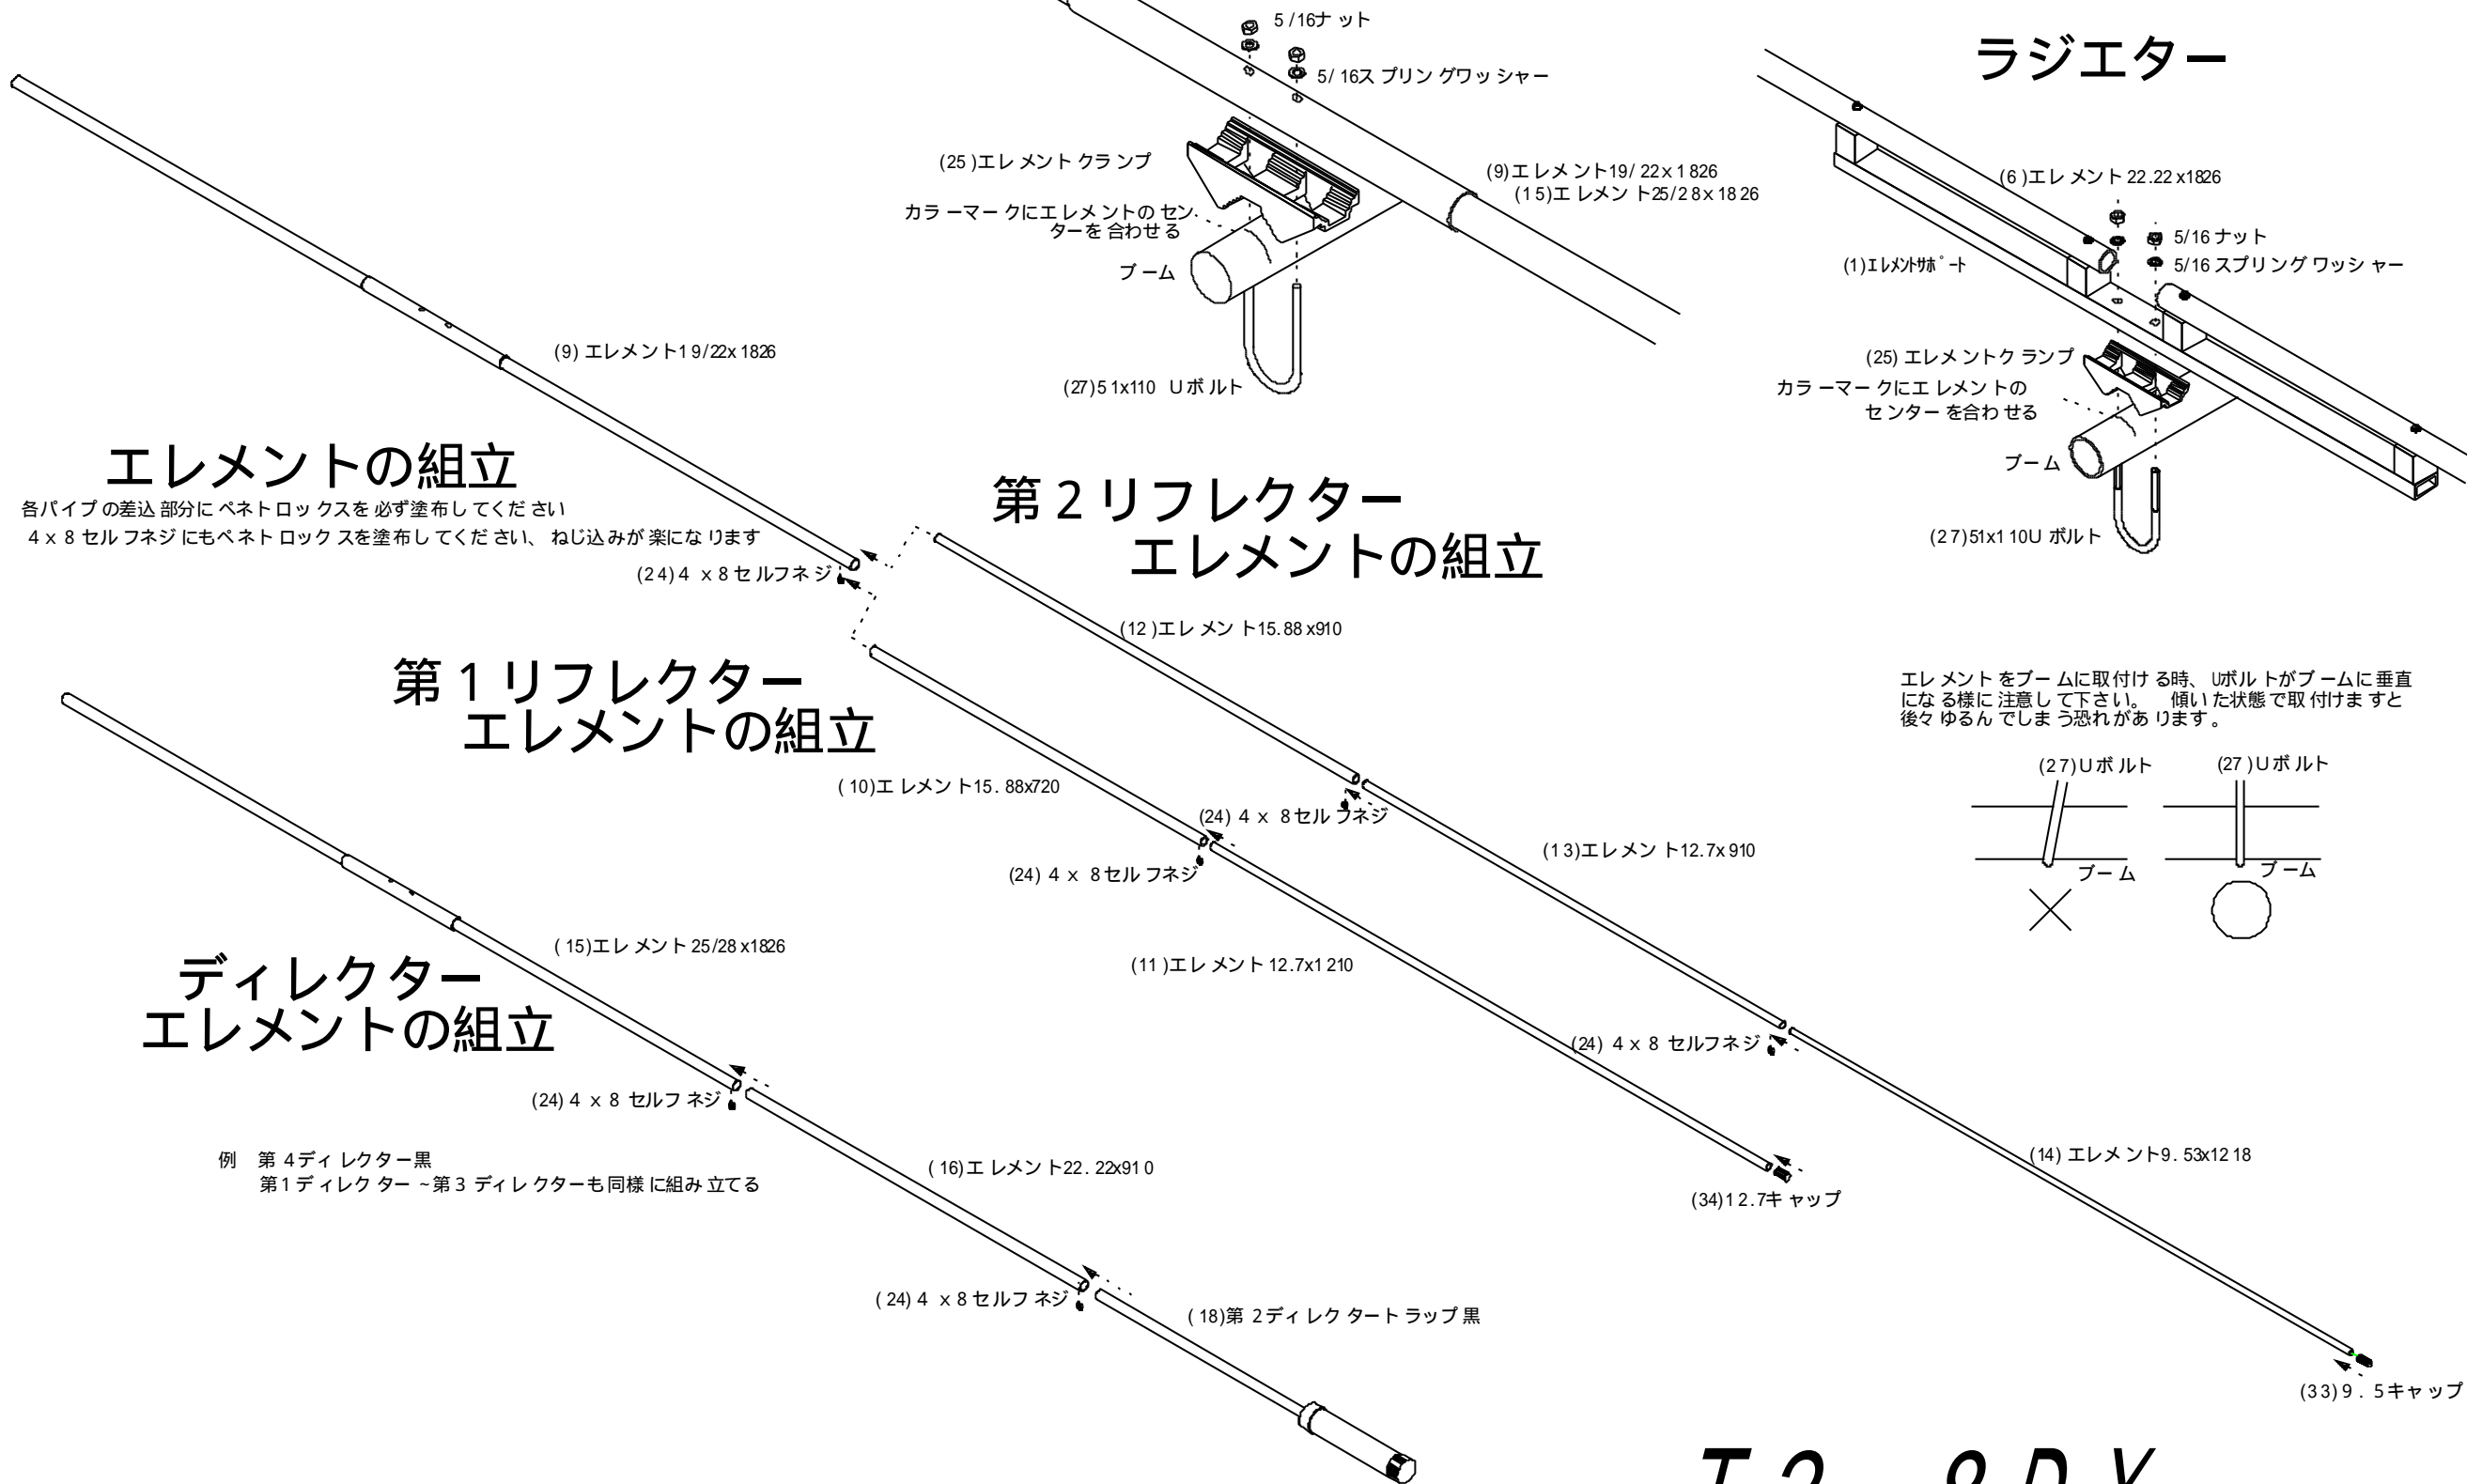 5/16ナット
5/16スプリングワッシャー
ラジエター
(25)エレメントクランプ
(9)エレメント19/22x1826
(15)エレメント25/28x1826
カラーマークにエレメントのセン
ターを合わせる
ブーム
(27)51x110 Uボルト
(6)エレメント22.22x1826
5/16ナット
5/16スプリングワッシャー
(1)エレメントサポート
(25)エレメントクランプ
カラーマークにエレメントの
センターを合わせる
ブーム
(27)51x110Uボルト
(9)エレメント19/22x1826
エレメントの組立
各パイプの差込部分にペネトロックスを必ず塗布してください
4x8セルフネジにもペネトロックスを塗布してください、ねじ込みが楽になります
(24)4x8セルフネジ
第2リフレクター
エレメントの組立
(12)エレメント15.88x910
第1リフレクター
エレメントの組立
(10)エレメント15.88x720
(24)4x8セルフネジ
(24)4x8セルフネジ
(13)エレメント12.7x910
(11)エレメント12.7x1210
エレメントをブームに取付ける時、Uボルトがブームに垂直
になる様に注意して下さい。 傾いた状態で取付けますと
後々ゆるんでしまう恐れがあります。
(27)Uボルト
(27)Uボルト
ブーム
ブーム
(15)エレメント25/28x1826
ディレクター
エレメントの組立
(24)4x8セルフネジ
(24)4x8セルフネジ
例 第4ディレクター黒
第1ディレクター~第3ディレクターも同様に組み立てる
(16)エレメント22.22x910
(14)エレメント9.53x1218
(34)12.7キャップ
(24)4x8セルフネジ
(18)第2ディレクタートラップ黒
(33)9.5キャップ